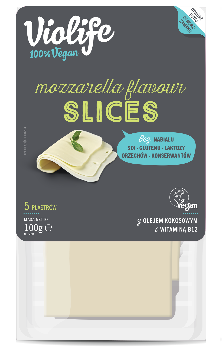 Violife
100% Vegan
mozzarella flavour
SLICES
Bez NABIAŁU
SOI · GLUTENU · LAKTOZY
ORZECHÓW · KONSERWANTÓW
5 PLASTRÓW
100g ℮
Vegan
z OLEJEM KOKOSOWYM
z WITAMINĄ B12